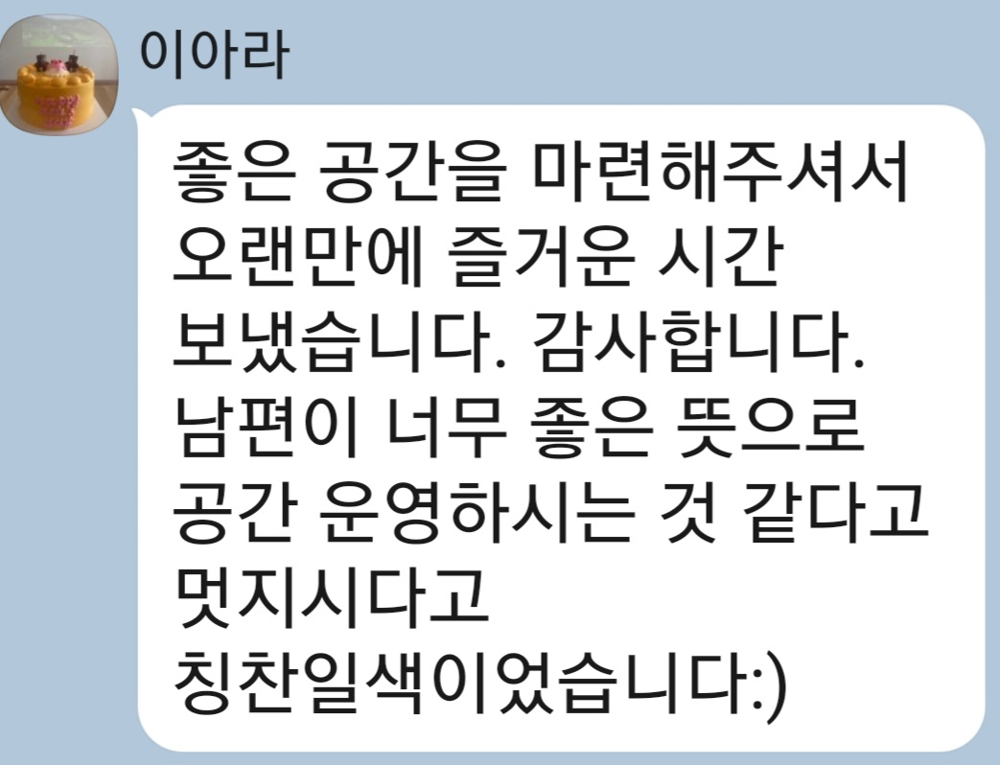 이아라
좋은 공간을 마련해주셔서
오랜만에 즐거운 시간
보냈습니다. 감사합니다.
남편이 너무 좋은 뜻으로
공간 운영하시는 것 같다고
멋지시다고
칭찬일색이었습니다:)